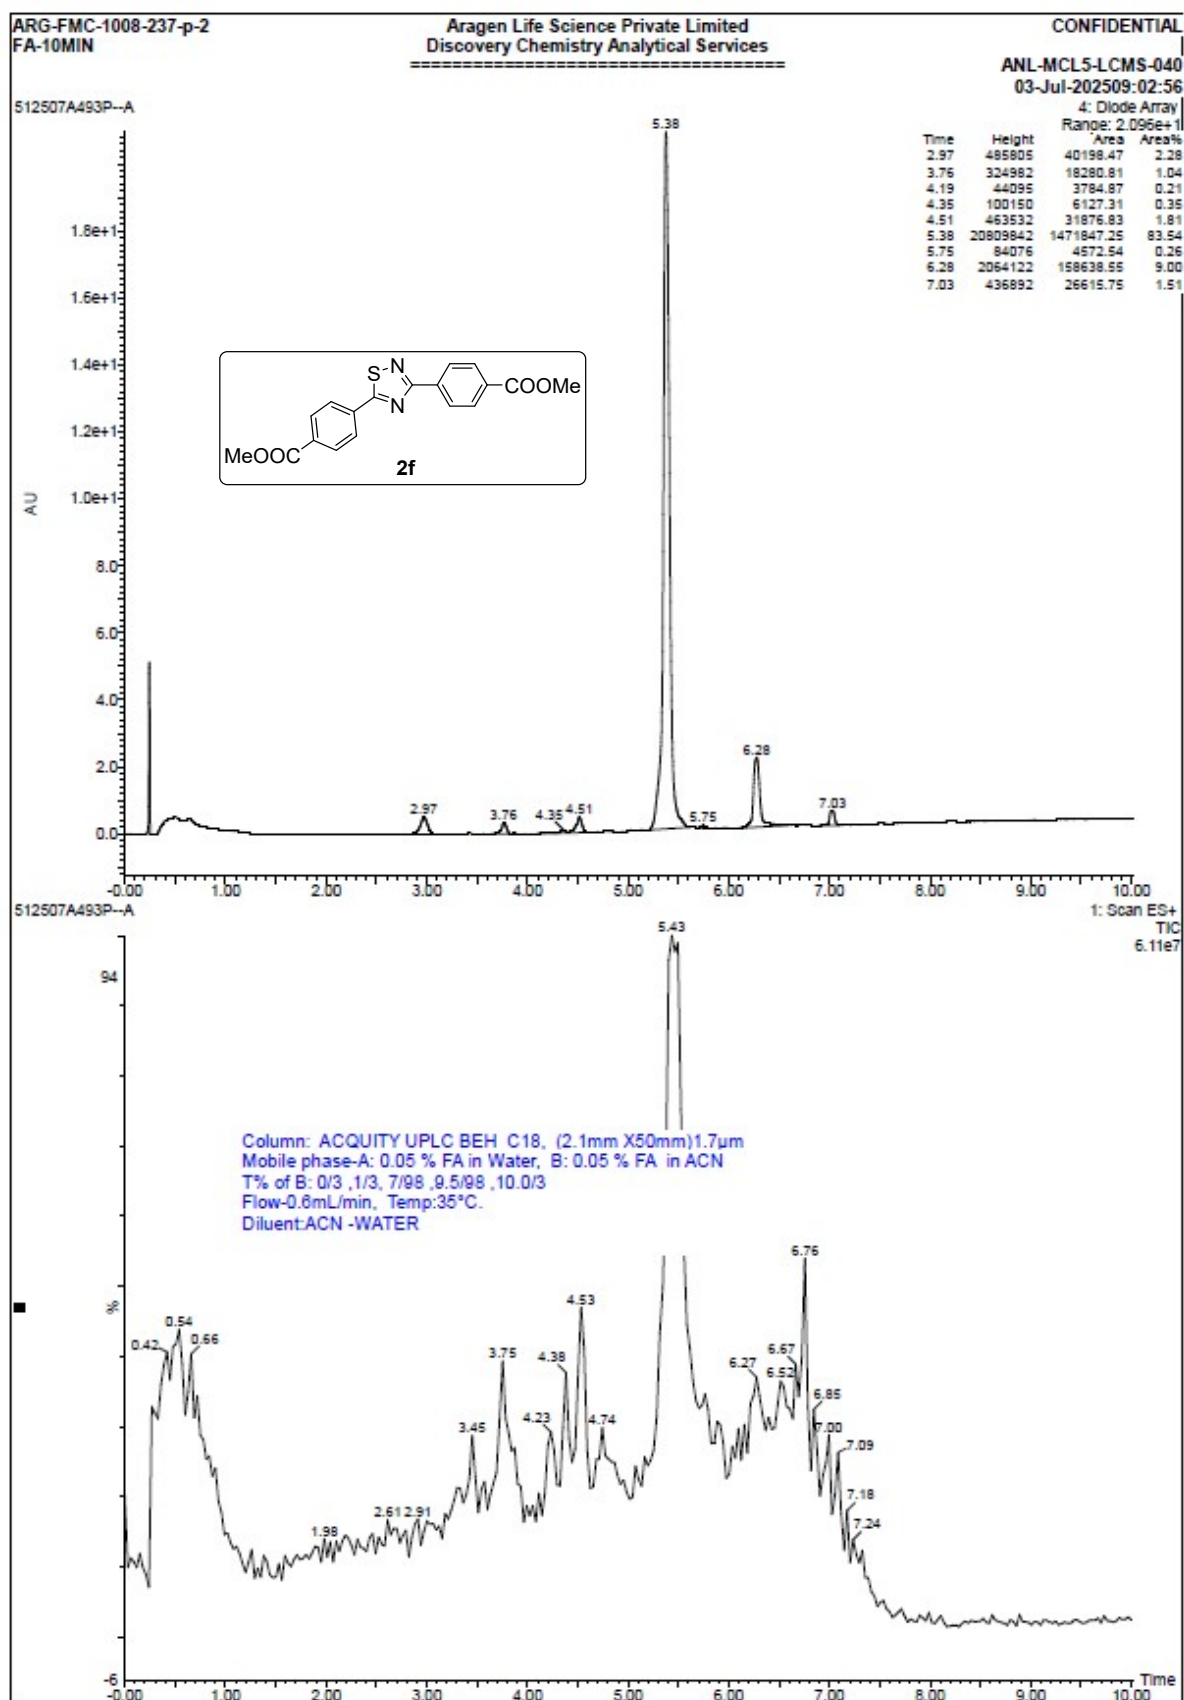 ARG-FMC-1008-237-p-2
FA-10MIN
Aragen Life Science Private Limited
Discovery Chemistry Analytical Services
=====================================
CONFIDENTIAL
ANL-MCL5-LCMS-040
03-Jul-202509:02:56
512507A493P--A
4: Diode Array
Range: 2.096e+1
Time Height Area Area%
2.97 485805 40198.47 2.28
3.76 324982 18280.81 1.04
4.19 44095 3784.87 0.21
4.35 100150 6127.31 0.35
4.51 463532 31876.83 1.81
5.38 20809842 1471847.25 83.54
5.75 84076 4572.54 0.26
6.28 2064122 158638.55 9.00
7.03 436892 26615.75 1.51
5.38
1.8e+1
1.6e+1
1.4e+1
1.2e+1
1.0e+1
8.0
6.0
4.0
2.0
0.0
AU
S N
N
COOMe
MeOOC
2f
2.97
3.76
4.35
4.51
5.75
6.28
7.03
-0.00 1.00 2.00 3.00 4.00 5.00 6.00 7.00 8.00 9.00 10.00
512507A493P--A
1: Scan ES+
TIC
6.11e7
5.43
94
Column: ACQUITY UPLC BEH C18, (2.1mm X50mm)1.7µm
Mobile phase-A: 0.05 % FA in Water, B: 0.05 % FA in ACN
T% of B: 0/3 ,1/3, 7/98 ,9.5/98 ,10.0/3
Flow-0.6mL/min, Temp:35°C.
Diluent:ACN -WATER
%
0.42
0.54
0.66
1.98
2.61
2.91
3.45
3.75
4.23
4.38
4.53
4.74
6.27
6.52
6.67
6.76
6.85
7.00
7.09
7.18
7.24
-6
Time
-0.00 1.00 2.00 3.00 4.00 5.00 6.00 7.00 8.00 9.00 10.00